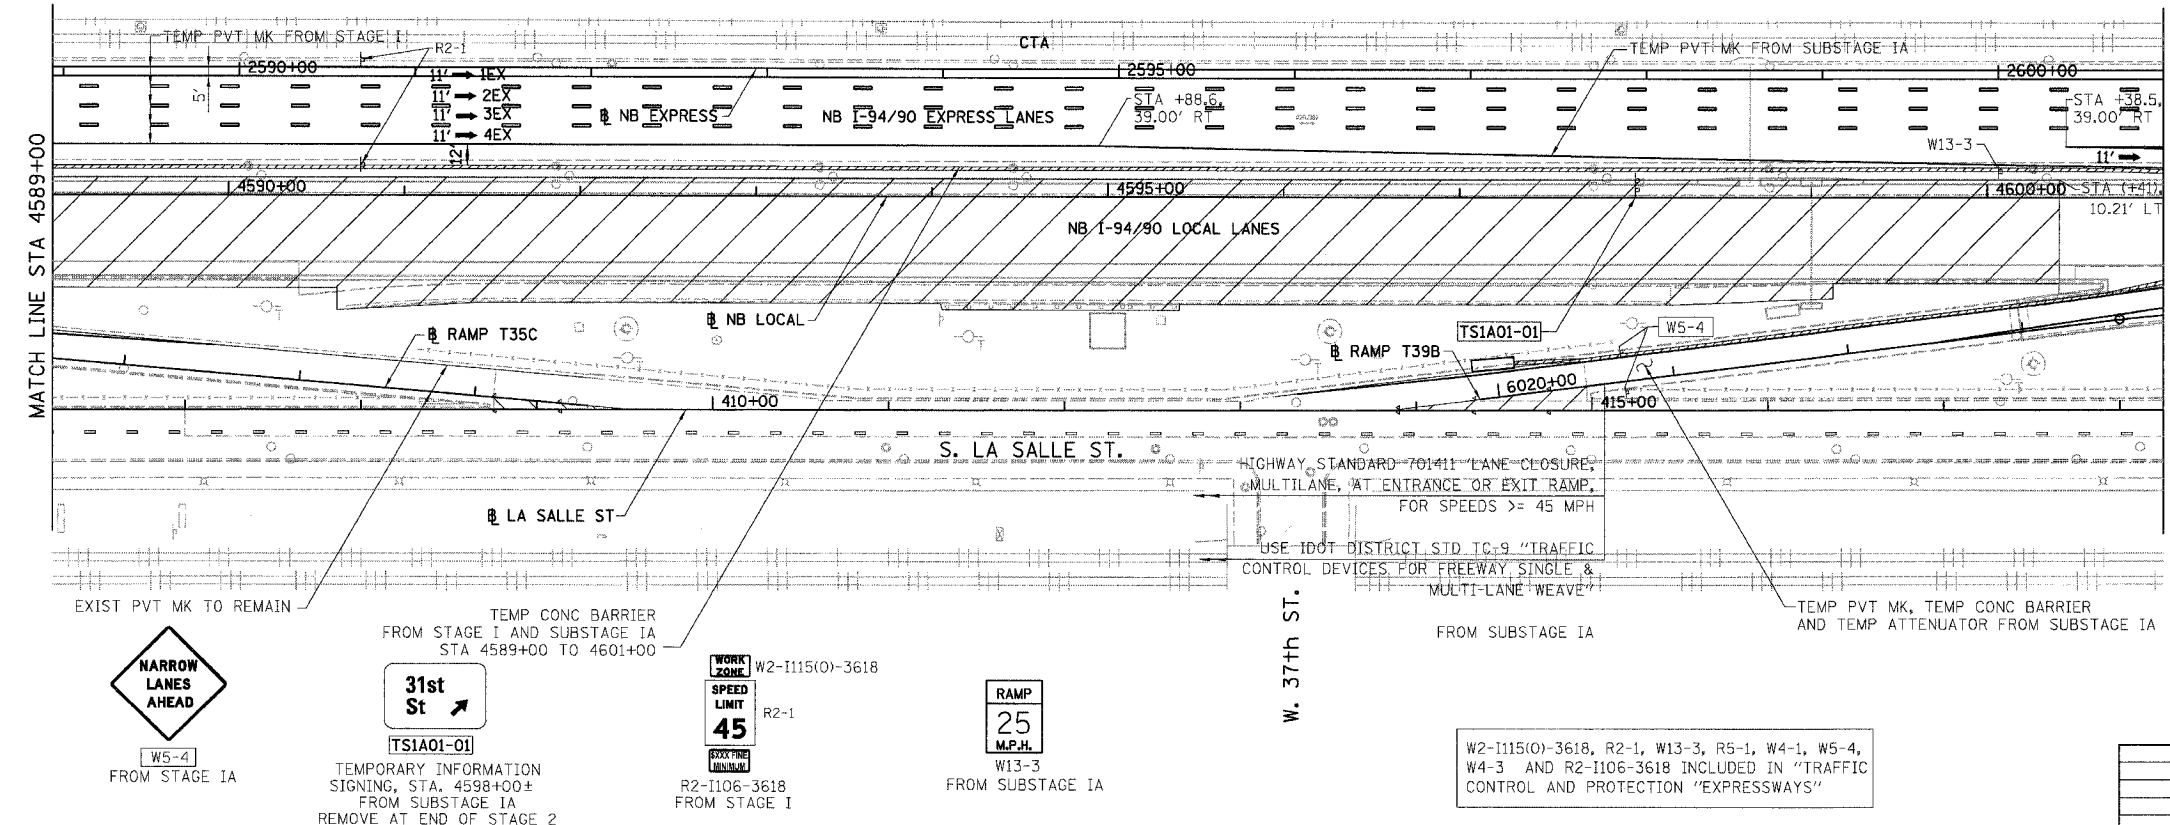 CTA
TEMP PVT MK FROM STAGE I
R2-1
TEMP PVT MK FROM SUBSTAGE IA
2590+00
2595+00
2600+00
11' 1EX
11' 2EX
11' 3EX
11' 4EX
5'
12'
℄ NB EXPRESS
NB I-94/90 EXPRESS LANES
STA +88.6,
39.00' RT
STA +38.5,
39.00' RT
W13-3
11'
MATCH LINE STA 4589+00
4590+00
4595+00
4600+00
STA (+41),
10.21' LT
NB I-94/90 LOCAL LANES
℄ NB LOCAL
℄ RAMP T35C
TS1A01-01
W5-4
℄ RAMP T39B
6020+00
410+00
415+00
S. LA SALLE ST.
℄ LA SALLE ST
HIGHWAY STANDARD 701411 "LANE CLOSURE,
MULTILANE, AT ENTRANCE OR EXIT RAMP,
FOR SPEEDS >= 45 MPH
USE IDOT DISTRICT STD TC-9 "TRAFFIC
CONTROL DEVICES FOR FREEWAY SINGLE &
MULTI-LANE WEAVE"
FROM SUBSTAGE IA
W. 37th ST.
EXIST PVT MK TO REMAIN
TEMP CONC BARRIER
FROM STAGE I AND SUBSTAGE IA
STA 4589+00 TO 4601+00
TEMP PVT MK, TEMP CONC BARRIER
AND TEMP ATTENUATOR FROM SUBSTAGE IA
NARROW
LANES
AHEAD
W5-4
FROM STAGE IA
31st
St
TS1A01-01
TEMPORARY INFORMATION
SIGNING, STA. 4598+00±
FROM SUBSTAGE IA
REMOVE AT END OF STAGE 2
WORK
ZONE
W2-I115(O)-3618
SPEED
LIMIT
45
R2-1
$XXX FINE
MINIMUM
R2-I106-3618
FROM STAGE I
RAMP
25
M.P.H.
W13-3
FROM SUBSTAGE IA
W2-I115(O)-3618, R2-1, W13-3, R5-1, W4-1, W5-4,
W4-3 AND R2-I106-3618 INCLUDED IN "TRAFFIC
CONTROL AND PROTECTION "EXPRESSWAYS"